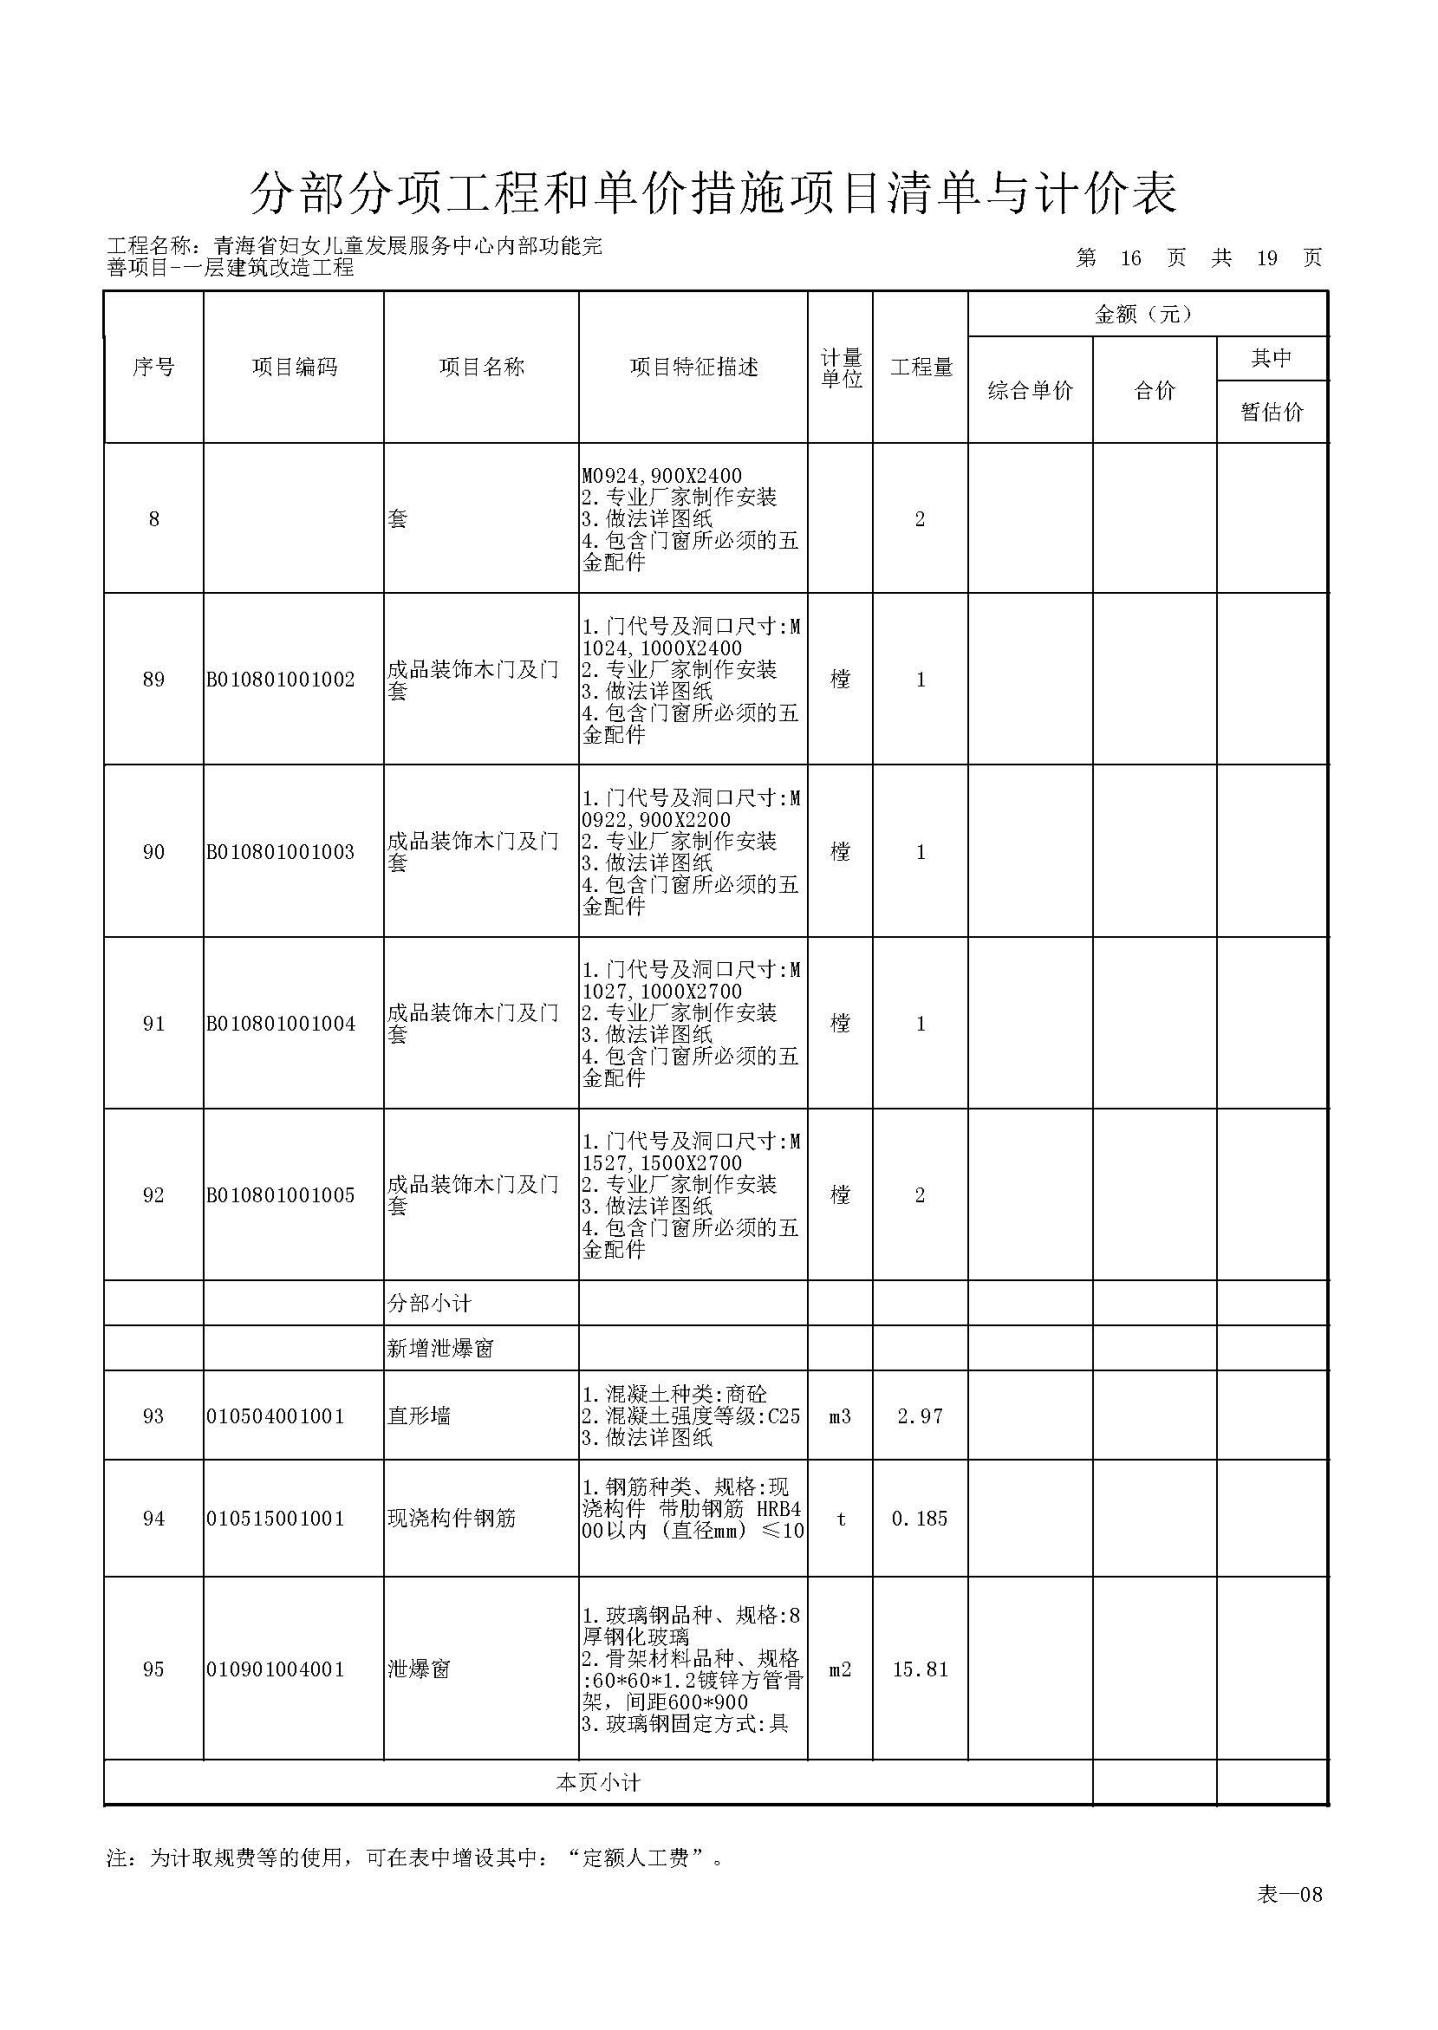 分部分项工程和单价措施项目清单与计价表
工程名称：青海省妇女儿童发展服务中心内部功能完
善项目-一层建筑改造工程
第 16 页 共 19 页
序号 项目编码 项目名称 项目特征描述 计量
单位 工程量 金额（元）
综合单价 合价 其中
暂估价
8 套 M0924,900X2400
2.专业厂家制作安装
3.做法详图纸
4.包含门窗所必须的五
金配件 2
89 B010801001002 成品装饰木门及门
套 1.门代号及洞口尺寸:M
1024,1000X2400
2.专业厂家制作安装
3.做法详图纸
4.包含门窗所必须的五
金配件 樘 1
90 B010801001003 成品装饰木门及门
套 1.门代号及洞口尺寸:M
0922,900X2200
2.专业厂家制作安装
3.做法详图纸
4.包含门窗所必须的五
金配件 樘 1
91 B010801001004 成品装饰木门及门
套 1.门代号及洞口尺寸:M
1027,1000X2700
2.专业厂家制作安装
3.做法详图纸
4.包含门窗所必须的五
金配件 樘 1
92 B010801001005 成品装饰木门及门
套 1.门代号及洞口尺寸:M
1527,1500X2700
2.专业厂家制作安装
3.做法详图纸
4.包含门窗所必须的五
金配件 樘 2
分部小计
新增泄爆窗
93 010504001001 直形墙 1.混凝土种类:商砼
2.混凝土强度等级:C25
3.做法详图纸 m3 2.97
94 010515001001 现浇构件钢筋 1.钢筋种类、规格:现
浇构件 带肋钢筋 HRB4
00以内 (直径mm) ≤10 t 0.185
95 010901004001 泄爆窗 1.玻璃钢品种、规格:8
厚钢化玻璃
2.骨架材料品种、规格
:60*60*1.2镀锌方管骨
架，间距600*900
3.玻璃钢固定方式:具 m2 15.81
本页小计
注：为计取规费等的使用，可在表中增设其中：“定额人工费”。
表—08